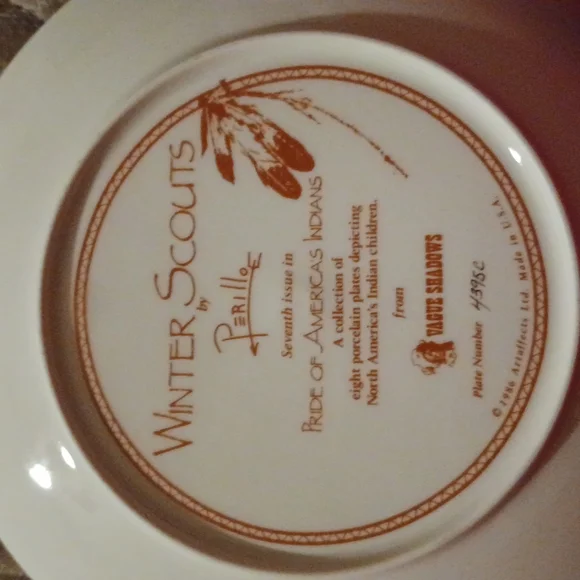 WINTER SCOUTS
by
PERILLO
Seventh issue in
PRIDE OF AMERICA'S INDIANS
A collection of
eight porcelain plates depicting
North America's Indian children.
from
VAGUE SHADOWS
Plate Number 4395C
© 1986 Artaffects Ltd. Made in U.S.A.